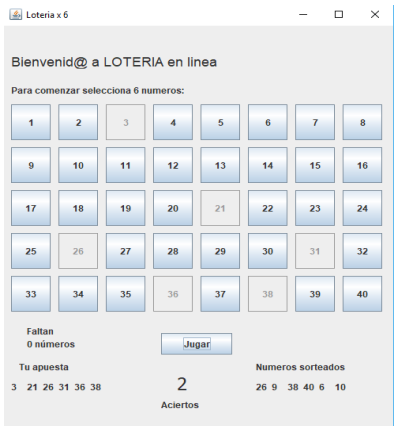 Loteria x 6
Bienvenid@ a LOTERIA en linea
Para comenzar selecciona 6 numeros:
1 2 3 4 5 6 7 8
9 10 11 12 13 14 15 16
17 18 19 20 21 22 23 24
25 26 27 28 29 30 31 32
33 34 35 36 37 38 39 40
Faltan
0 números
Jugar
Tu apuesta
3 21 26 31 36 38
2
Aciertos
Numeros sorteados
26 9 38 40 6 10